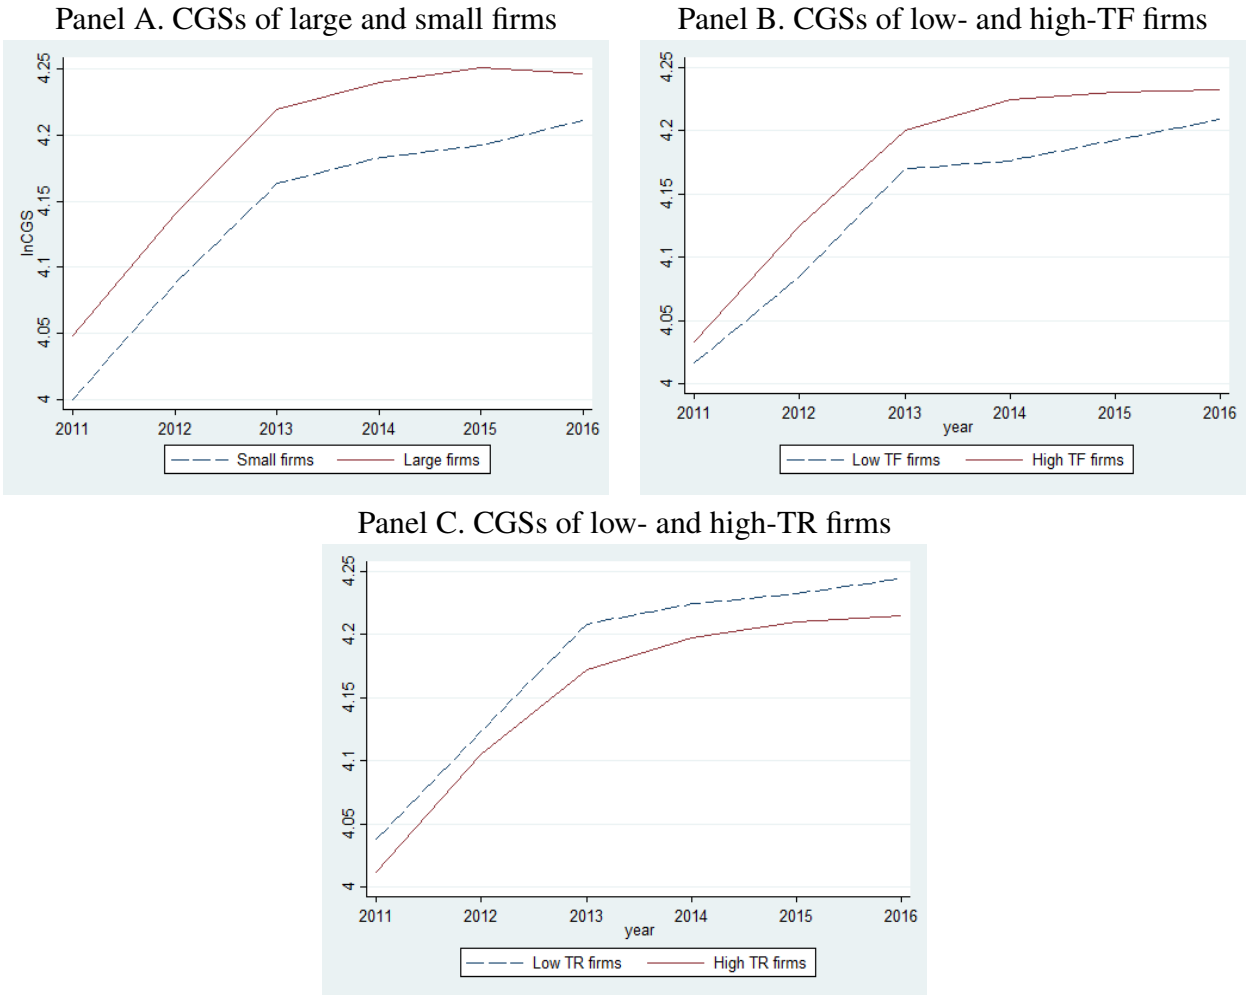 Panel A. CGSs of large and small firms
lnCGS
4.25
4.2
4.15
4.1
4.05
4
2011 2012 2013 2014 2015 2016
Small firms Large firms
Panel B. CGSs of low- and high-TF firms
4.25
4.2
4.15
4.1
4.05
4
2011 2012 2013 2014 2015 2016
year
Low TF firms High TF firms
Panel C. CGSs of low- and high-TR firms
4.25
4.2
4.15
4.1
4.05
4
2011 2012 2013 2014 2015 2016
year
Low TR firms High TR firms